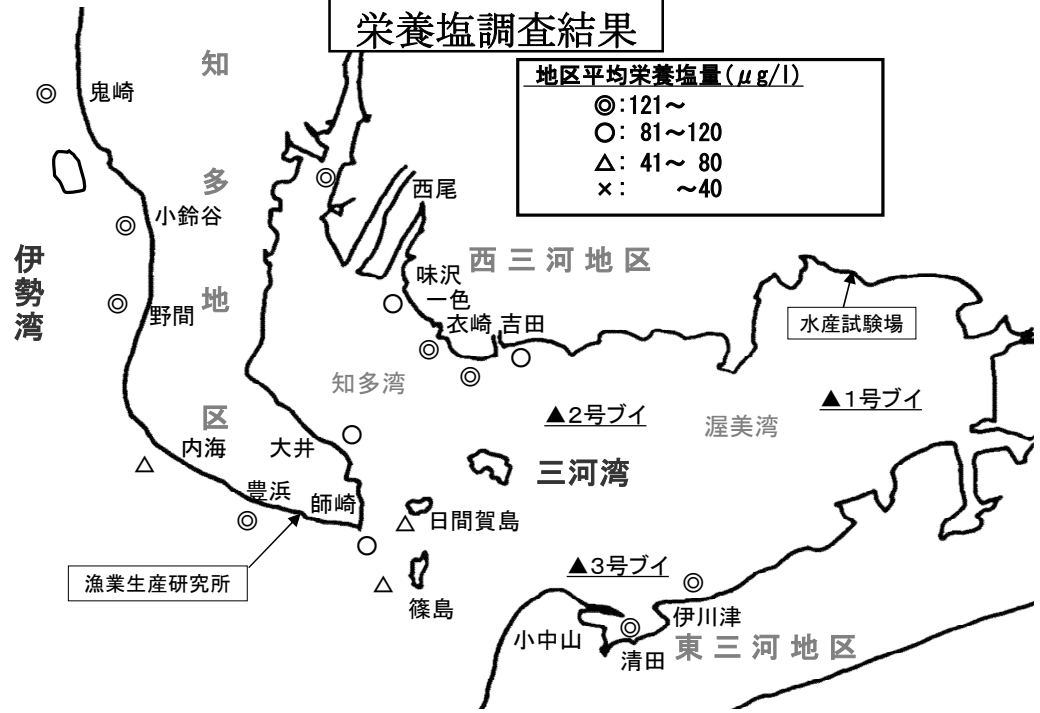 栄養塩調査結果
地区平均栄養塩量(μg/l)
◎:121~
○: 81~120
△: 41~ 80
×: ~40
知多地区
鬼崎
小鈴谷
伊勢湾
野間
西尾
西三河地区
味沢
一色
衣崎
吉田
水産試験場
知多湾
▲2号ブイ
▲1号ブイ
渥美湾
内海
大井
三河湾
豊浜
師崎
日間賀島
漁業生産研究所
篠島
▲3号ブイ
小中山
伊川津
清田
東三河地区